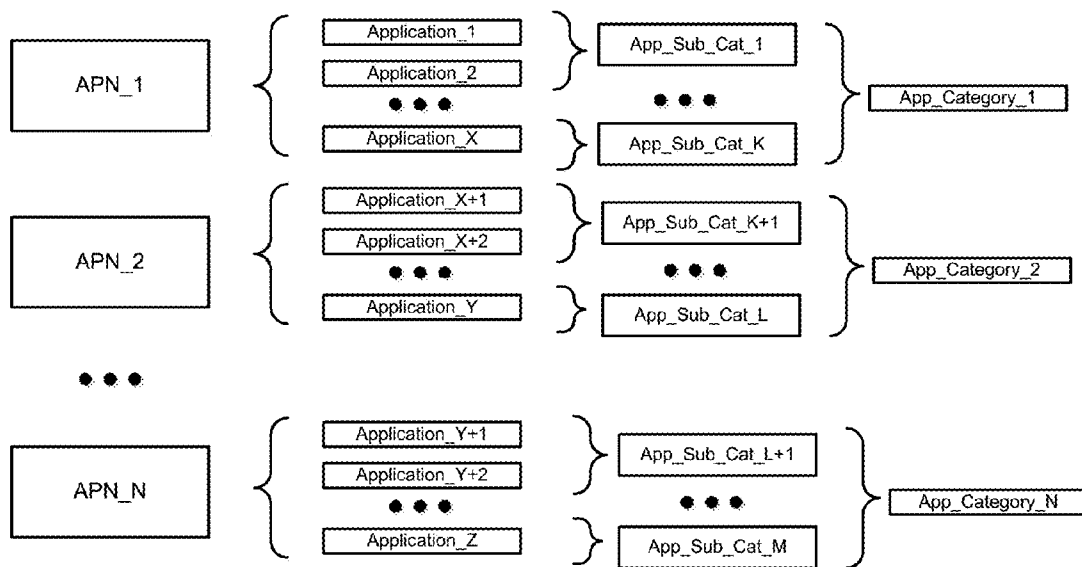 APN_1
Application_1
Application_2
Application_X
App_Sub_Cat_1
App_Sub_Cat_K
App_Category_1
APN_2
Application_X+1
Application_X+2
Application_Y
App_Sub_Cat_K+1
App_Sub_Cat_L
App_Category_2
APN_N
Application_Y+1
Application_Y+2
Application_Z
App_Sub_Cat_L+1
App_Sub_Cat_M
App_Category_N